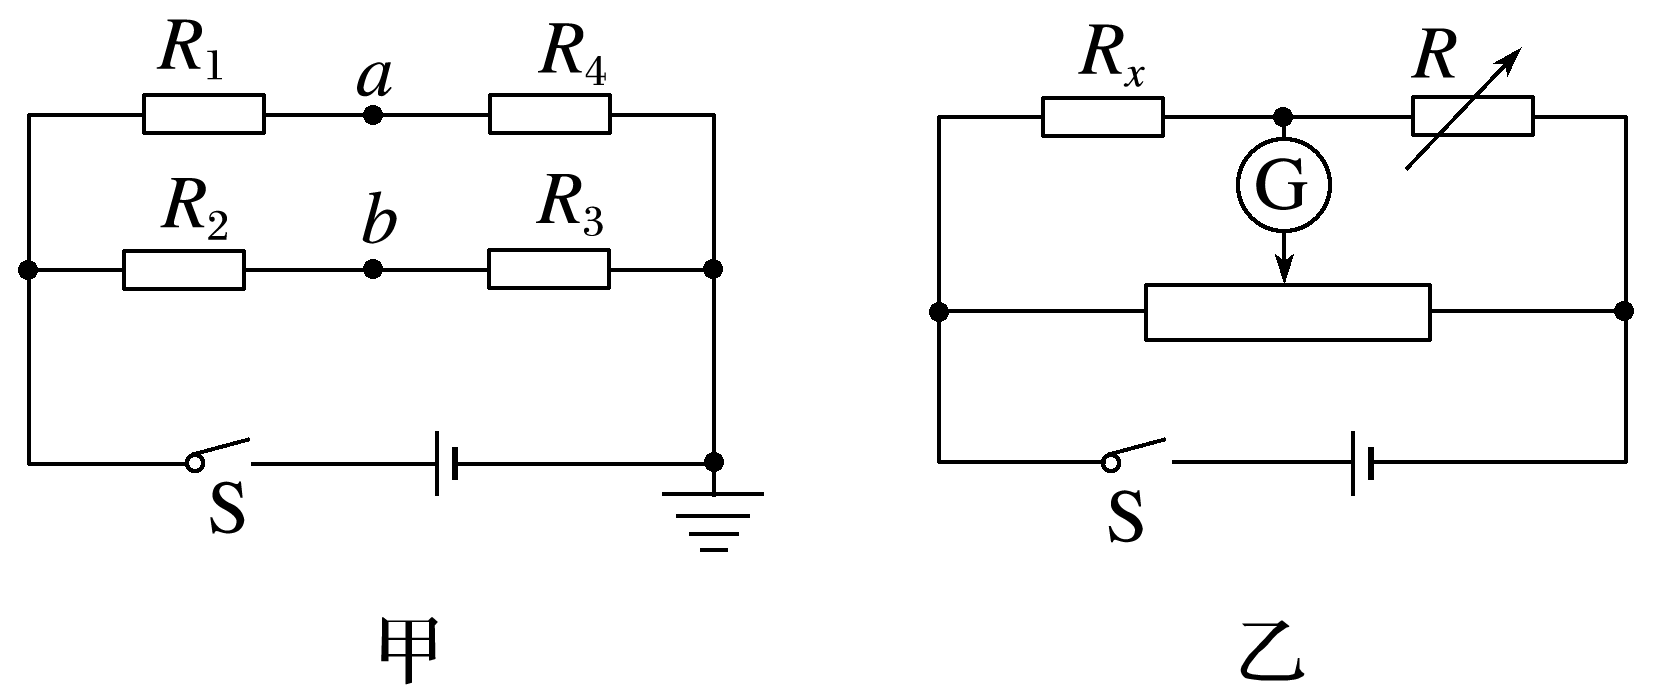 R₁ a R₄
R₂ b R₃
S
甲
Rₓ R
G
S
乙